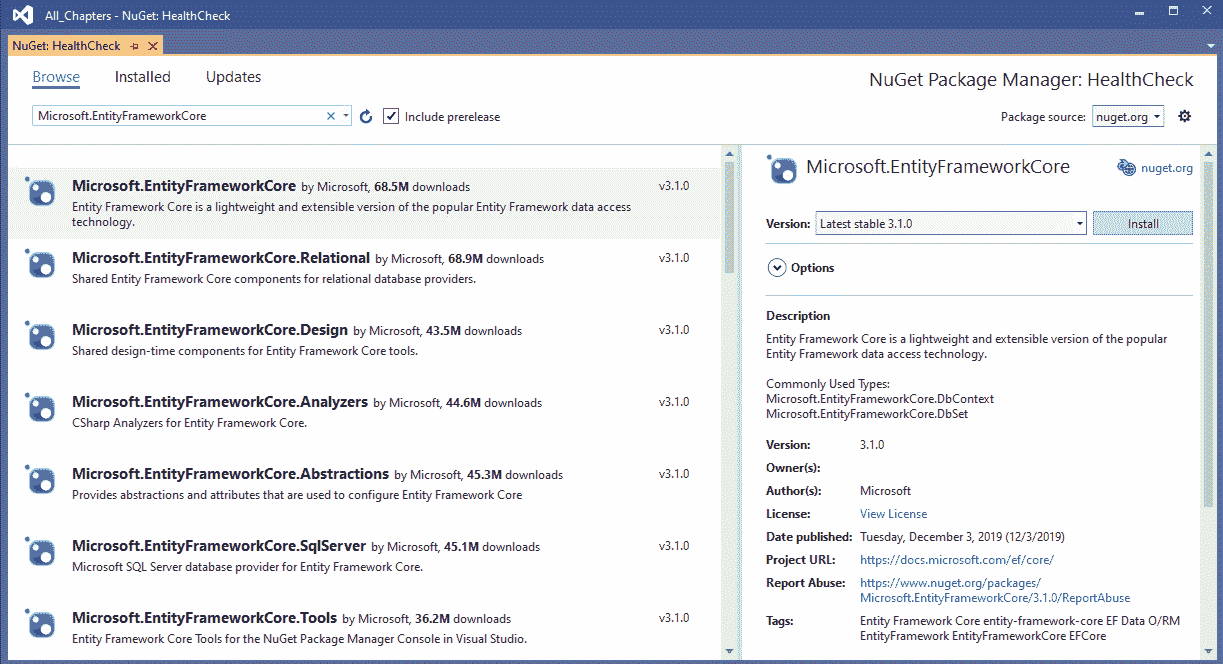 All_Chapters - NuGet: HealthCheck
NuGet: HealthCheck
Browse Installed Updates
NuGet Package Manager: HealthCheck
Microsoft.EntityFrameworkCore
Include prerelease
Package source: nuget.org
Microsoft.EntityFrameworkCore by Microsoft, 68.5M downloads v3.1.0
Entity Framework Core is a lightweight and extensible version of the popular Entity Framework data access
technology.
Microsoft.EntityFrameworkCore.Relational by Microsoft, 68.9M downloads v3.1.0
Shared Entity Framework Core components for relational database providers.
Microsoft.EntityFrameworkCore.Design by Microsoft, 43.5M downloads v3.1.0
Shared design-time components for Entity Framework Core tools.
Microsoft.EntityFrameworkCore.Analyzers by Microsoft, 44.6M downloads v3.1.0
CSharp Analyzers for Entity Framework Core.
Microsoft.EntityFrameworkCore.Abstractions by Microsoft, 45.3M downloads v3.1.0
Provides abstractions and attributes that are used to configure Entity Framework Core
Microsoft.EntityFrameworkCore.SqlServer by Microsoft, 45.1M downloads v3.1.0
Microsoft SQL Server database provider for Entity Framework Core.
Microsoft.EntityFrameworkCore.Tools by Microsoft, 36.2M downloads v3.1.0
Entity Framework Core Tools for the NuGet Package Manager Console in Visual Studio.
Microsoft.EntityFrameworkCore nuget.org
Version: Latest stable 3.1.0 Install
Options
Description
Entity Framework Core is a lightweight and extensible version of the popular
Entity Framework data access technology.
Commonly Used Types:
Microsoft.EntityFrameworkCore.DbContext
Microsoft.EntityFrameworkCore.DbSet
Version: 3.1.0
Owner(s):
Author(s): Microsoft
License: View License
Date published: Tuesday, December 3, 2019 (12/3/2019)
Project URL: https://docs.microsoft.com/ef/core/
Report Abuse: https://www.nuget.org/packages/
Microsoft.EntityFrameworkCore/3.1.0/ReportAbuse
Tags: Entity Framework Core entity-framework-core EF Data O/RM
EntityFramework EntityFrameworkCore EFCore